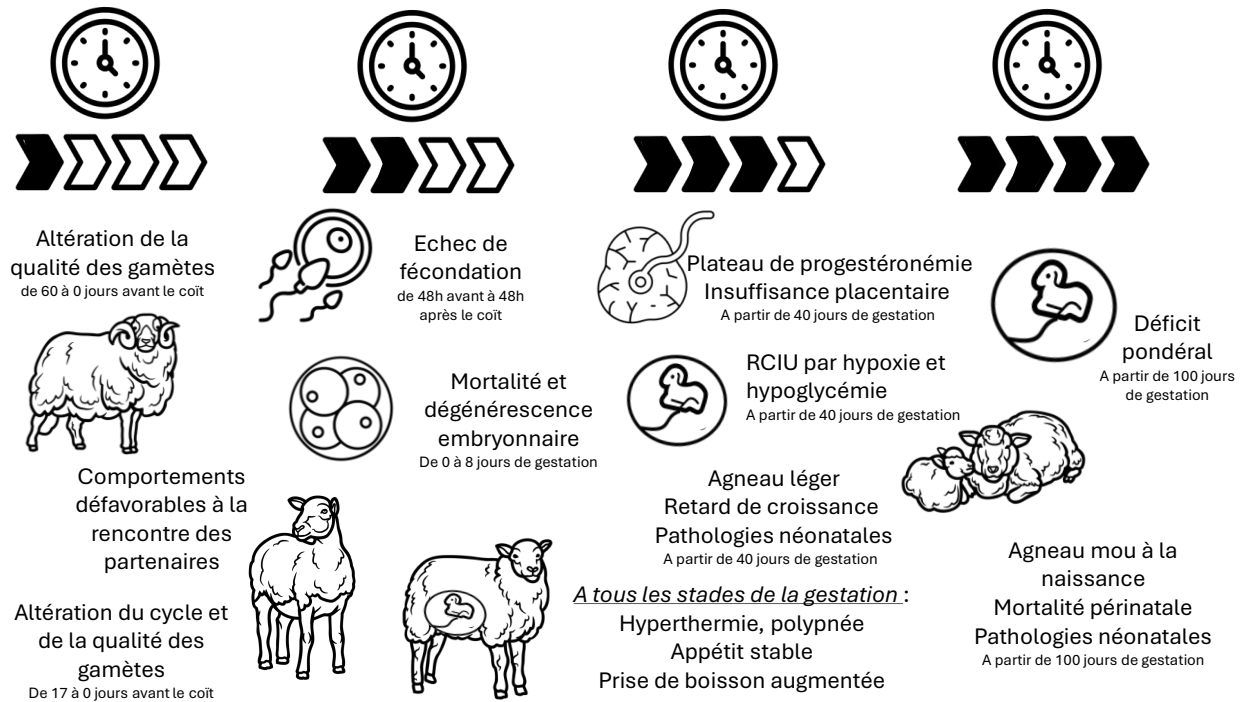 Altération de la
qualité des gamètes
de 60 à 0 jours avant le coït
Comportements
défavorables à la
rencontre des
partenaires
Altération du cycle et
de la qualité des
gamètes
De 17 à 0 jours avant le coït
Echec de
fécondation
de 48h avant à 48h
après le coït
Mortalité et
dégénérescence
embryonnaire
De 0 à 8 jours de gestation
Plateau de progestéronémie
Insuffisance placentaire
A partir de 40 jours de gestation
RCIU par hypoxie et
hypoglycémie
A partir de 40 jours de gestation
Agneau léger
Retard de croissance
Pathologies néonatales
A partir de 40 jours de gestation
A tous les stades de la gestation :
Hyperthermie, polypnée
Appétit stable
Prise de boisson augmentée
Déficit
pondéral
A partir de 100 jours
de gestation
Agneau mou à la
naissance
Mortalité périnatale
Pathologies néonatales
A partir de 100 jours de gestation